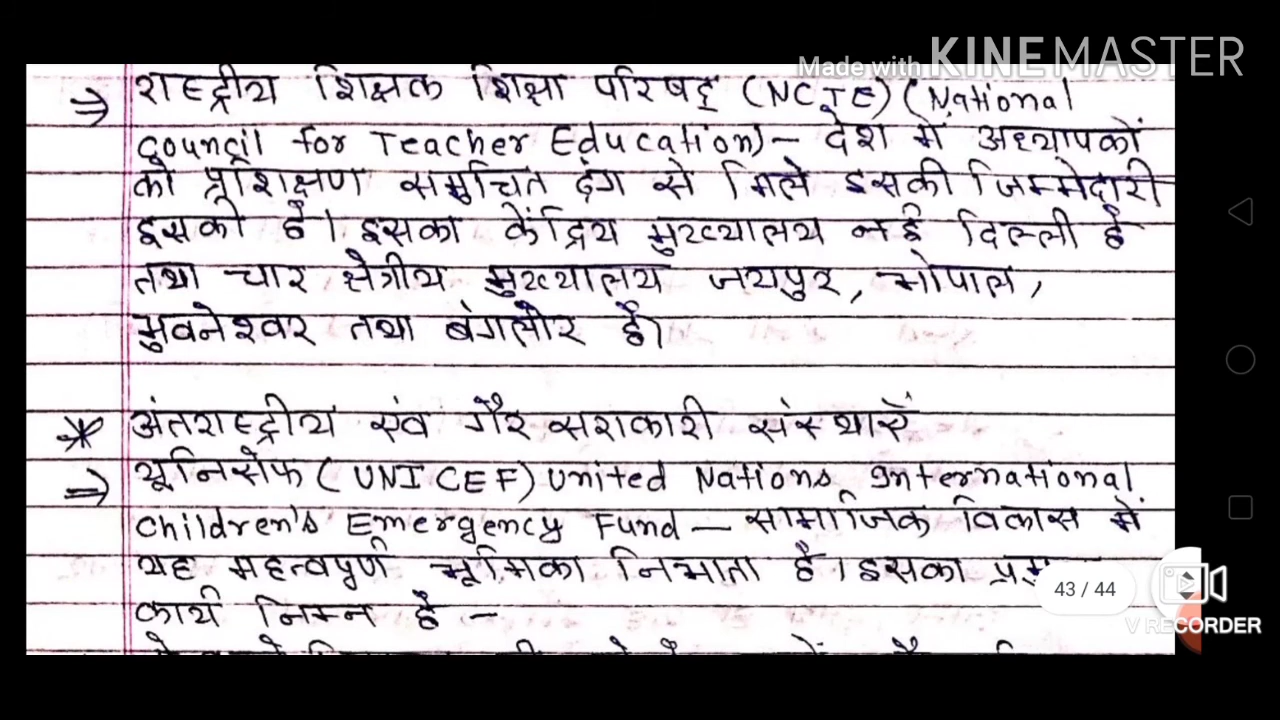 Made with KINEMASTER
⇒ राष्ट्रीय शिक्षक शिक्षा परिषद् (NCTE) (National
Council for Teacher Education) – देश में अध्यापकों
को प्रशिक्षण समुचित ढंग से मिले इसकी जिम्मेदारी
इसकी है। इसका केंद्रिय मुख्यालय नई दिल्ली है
तथा चार क्षेत्रीय मुख्यालय जयपुर, भोपाल,
भुवनेश्वर तथा बंगलौर है।
* अंतराष्ट्रीय एंव गैर सराकारी संस्थाऐं
⇒ यूनिसेफ (UNICEF) United Nations International
Children's Emergency Fund – सामाजिक विकास में
यह महत्वपूर्ण भूमिका निभाता है। इसका
43 / 44
कार्य निम्न है –
V RECORDER